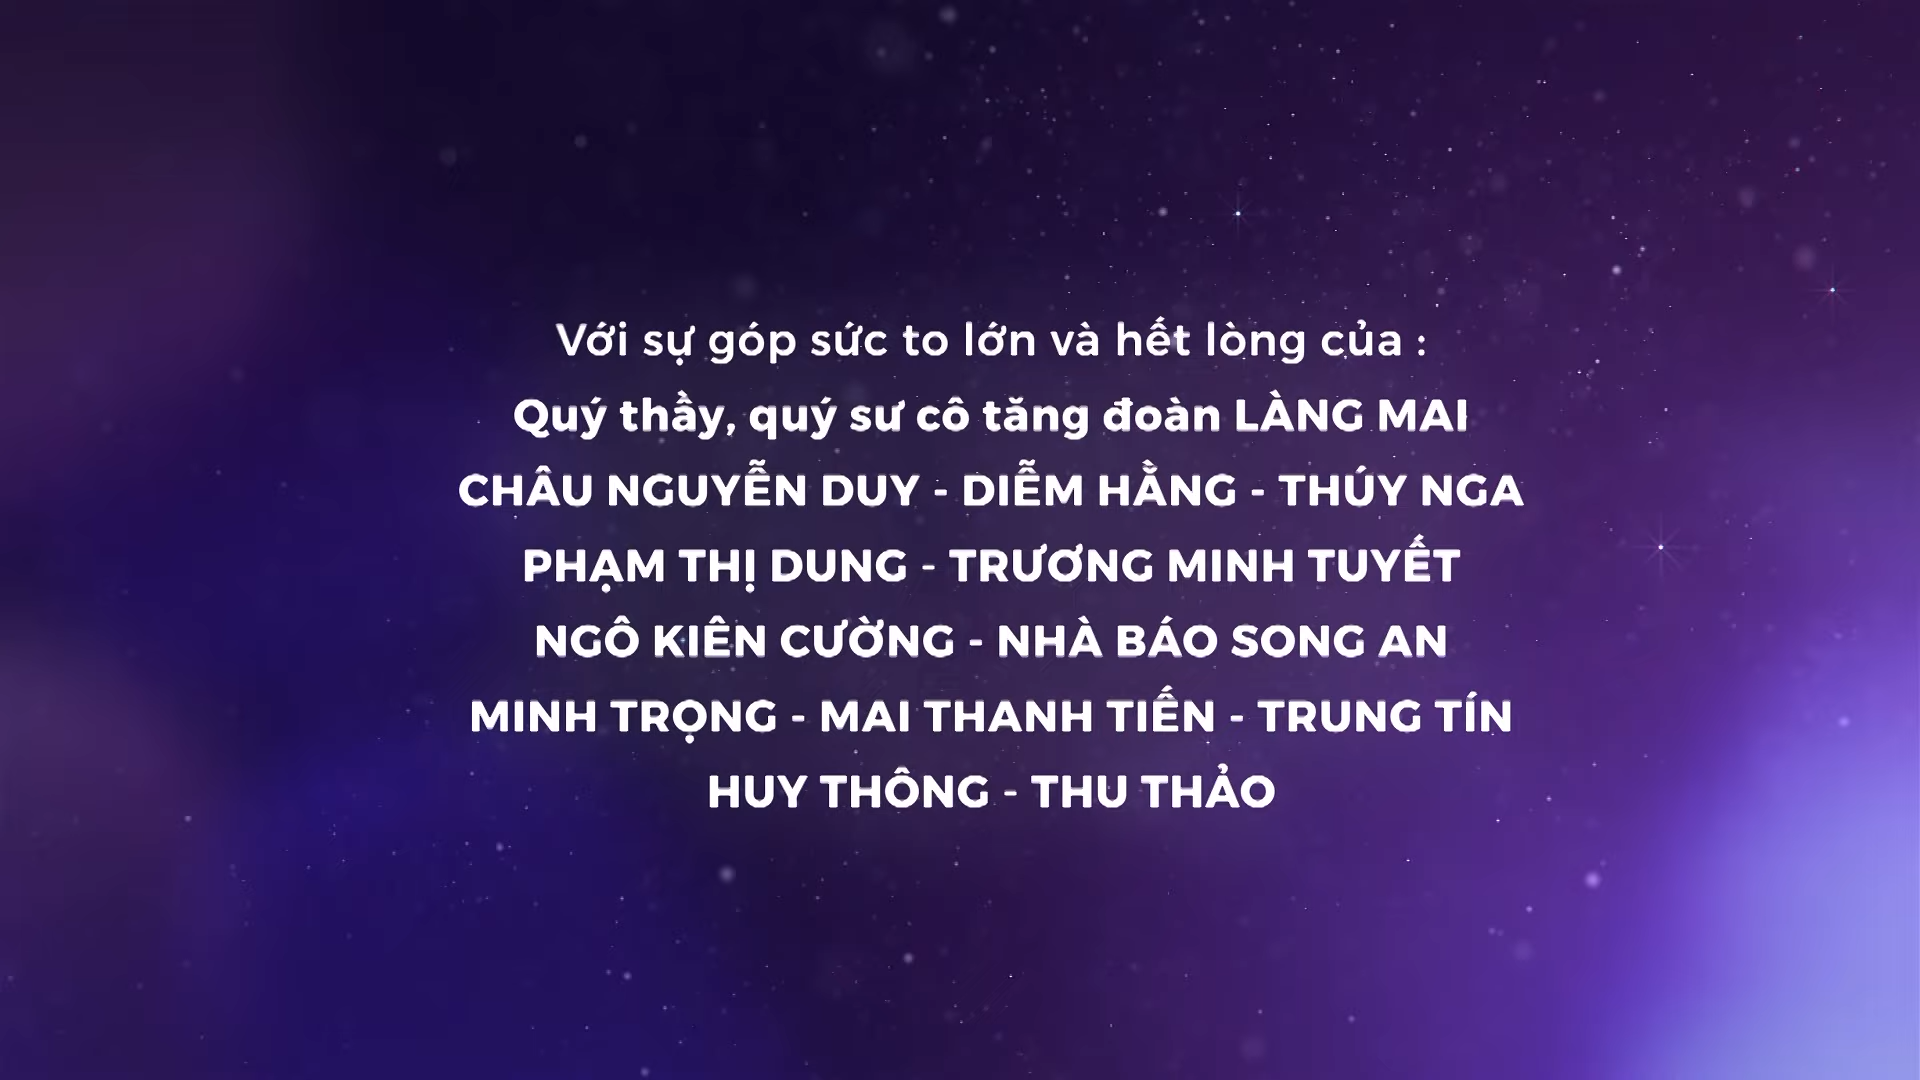 Với sự góp sức to lớn và hết lòng của :
Quý thầy, quý sư cô tăng đoàn LÀNG MAI
CHÂU NGUYỄN DUY - DIỄM HẰNG - THÚY NGA
PHẠM THỊ DUNG - TRƯƠNG MINH TUYẾT
NGÔ KIÊN CƯỜNG - NHÀ BÁO SONG AN
MINH TRỌNG - MAI THANH TIẾN - TRUNG TÍN
HUY THÔNG - THU THẢO